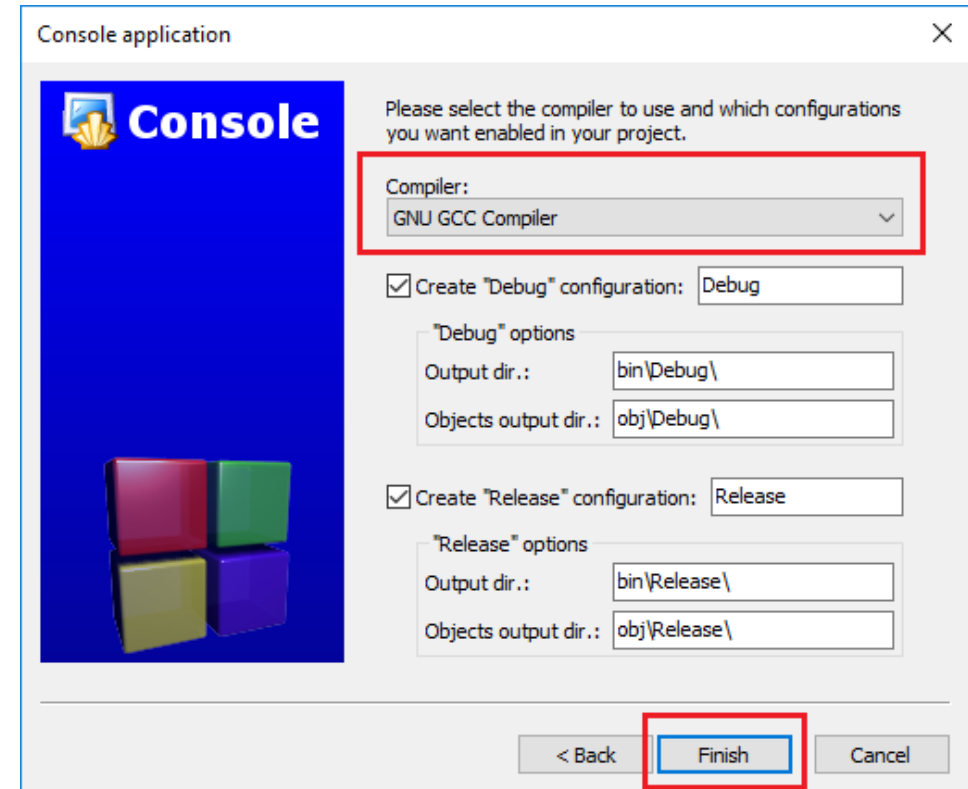 Console application
Console
Please select the compiler to use and which configurations
you want enabled in your project.
Compiler:
GNU GCC Compiler
Create "Debug" configuration: Debug
"Debug" options
Output dir.: bin\Debug\
Objects output dir.: obj\Debug\
Create "Release" configuration: Release
"Release" options
Output dir.: bin\Release\
Objects output dir.: obj\Release\
< Back Finish Cancel